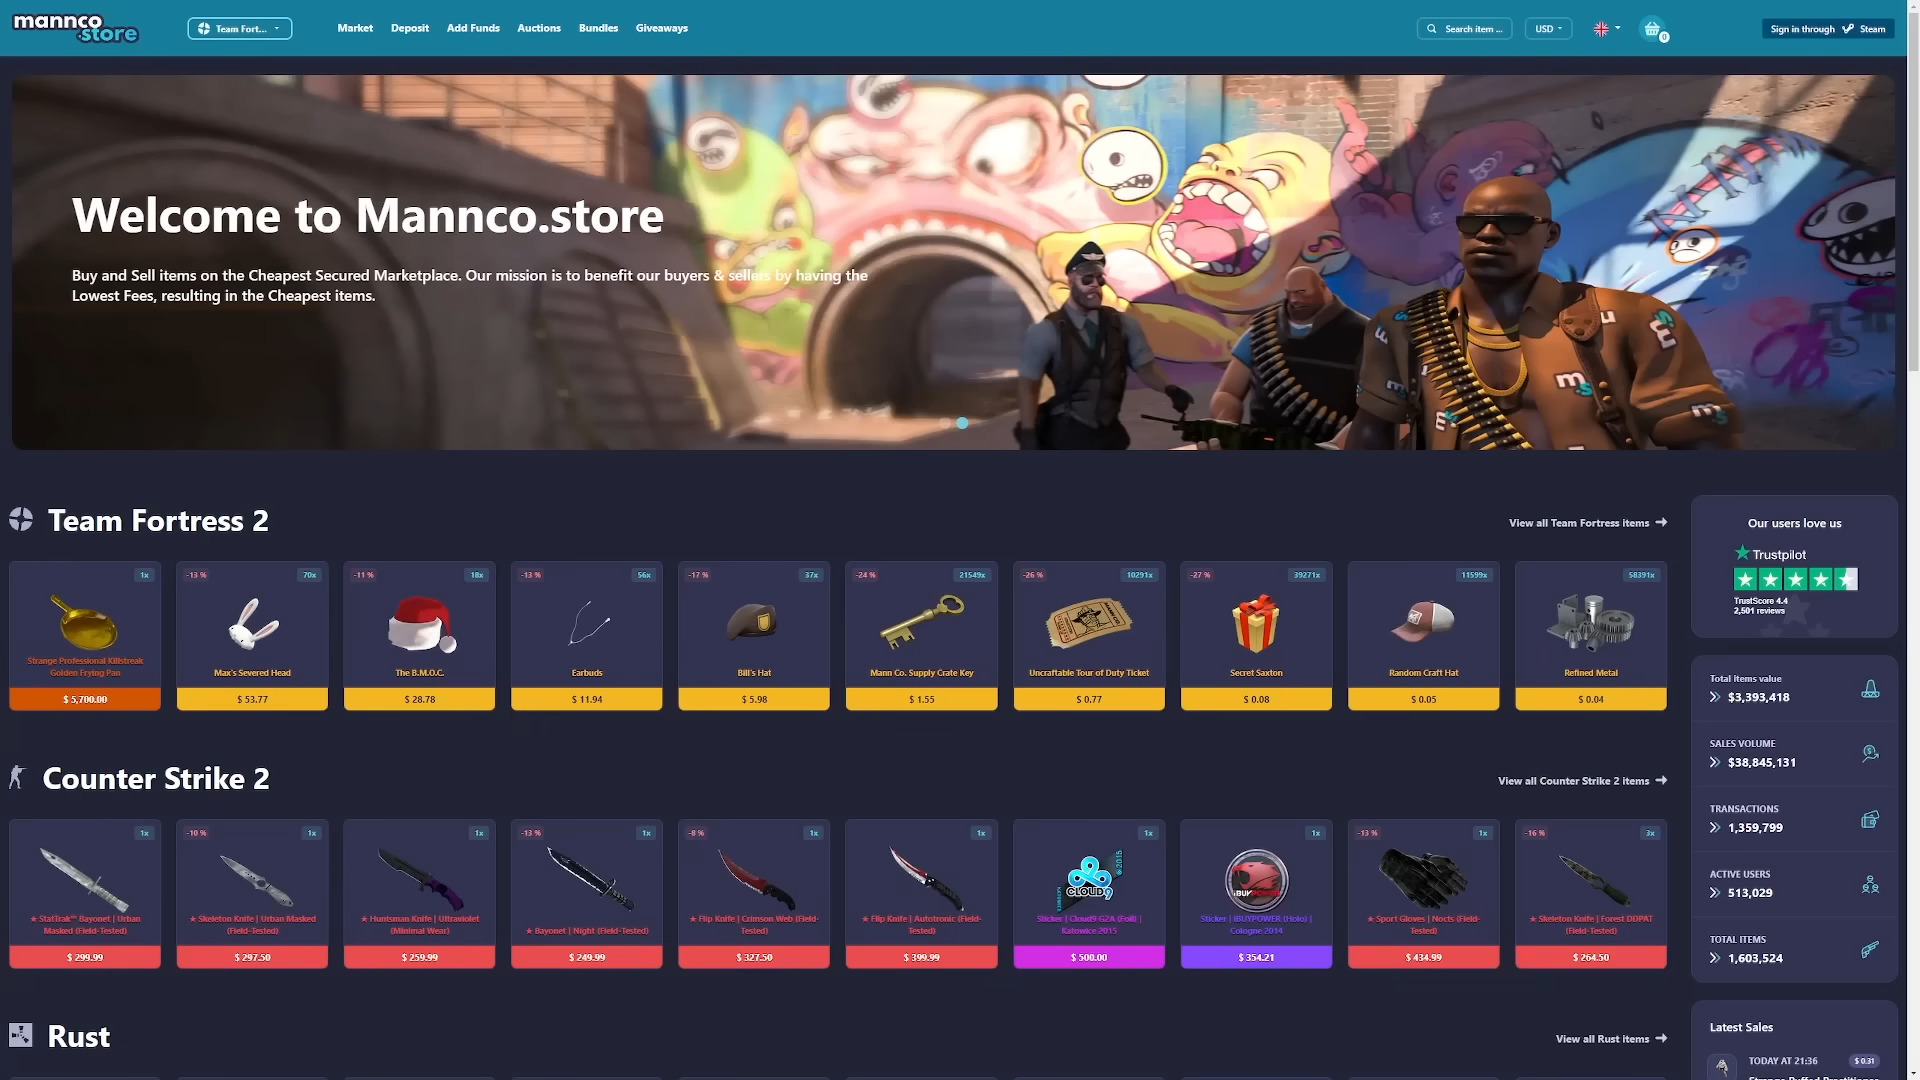 mannco
.store
Team Fort...
Market
Deposit
Add Funds
Auctions
Bundles
Giveaways
Search item ...
USD
0
Sign in through
Steam
Welcome to Mannco.store
Buy and Sell items on the Cheapest Secured Marketplace. Our mission is to benefit our buyers & sellers by having the
Lowest Fees, resulting in the Cheapest items.
Team Fortress 2
View all Team Fortress items
1x
Strange Professional Killstreak
Golden Frying Pan
$ 5,700.00
-13 %
70x
Max's Severed Head
$ 53.77
-11 %
18x
The B.M.O.C.
$ 28.78
-13 %
56x
Earbuds
$ 11.94
-17 %
37x
Bill's Hat
$ 5.98
-24 %
21549x
Mann Co. Supply Crate Key
$ 1.55
-26 %
10291x
Uncraftable Tour of Duty Ticket
$ 0.77
-27 %
39271x
Secret Saxton
$ 0.08
11599x
Random Craft Hat
$ 0.05
58391x
Refined Metal
$ 0.04
Counter Strike 2
View all Counter Strike 2 items
1x
★ StatTrak™ Bayonet | Urban
Masked (Field-Tested)
$ 299.99
-10 %
1x
★ Skeleton Knife | Urban Masked
(Field-Tested)
$ 297.50
1x
★ Huntsman Knife | Ultraviolet
(Minimal Wear)
$ 259.99
-13 %
1x
★ Bayonet | Night (Field-Tested)
$ 249.99
-8 %
1x
★ Flip Knife | Crimson Web (Field-
Tested)
$ 327.50
1x
★ Flip Knife | Autotronic (Field-
Tested)
$ 399.99
1x
CLOUD9
Sticker | Cloud9 G2A (Foil) |
Katowice 2015
$ 500.00
1x
iBUYPOWER
Sticker | iBUYPOWER (Holo) |
Cologne 2014
$ 354.21
-13 %
1x
★ Sport Gloves | Nocts (Field-
Tested)
$ 434.99
-16 %
3x
★ Skeleton Knife | Forest DDPAT
(Field-Tested)
$ 264.50
Rust
View all Rust items
Our users love us
Trustpilot
TrustScore 4.4
2,501 reviews
Total Items value
$3,393,418
SALES VOLUME
$38,845,131
TRANSACTIONS
1,359,799
ACTIVE USERS
513,029
TOTAL ITEMS
1,603,524
Latest Sales
TODAY AT 21:36
$ 0.31